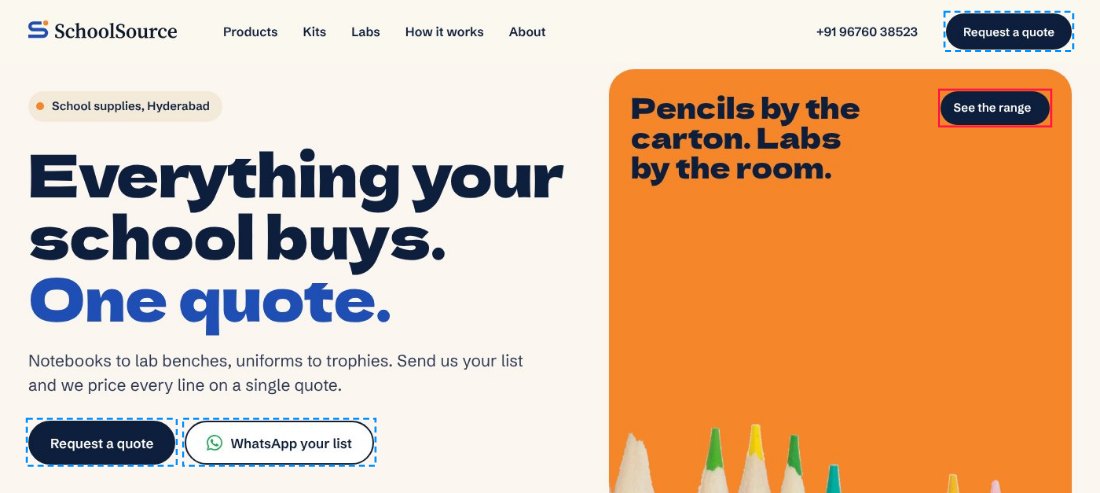 SchoolSource
Products
Kits
Labs
How it works
About
+91 96760 38523
Request a quote
School supplies, Hyderabad
Everything your
school buys.
One quote.
Notebooks to lab benches, uniforms to trophies. Send us your list
and we price every line on a single quote.
Request a quote
WhatsApp your list
Pencils by the
carton. Labs
by the room.
See the range